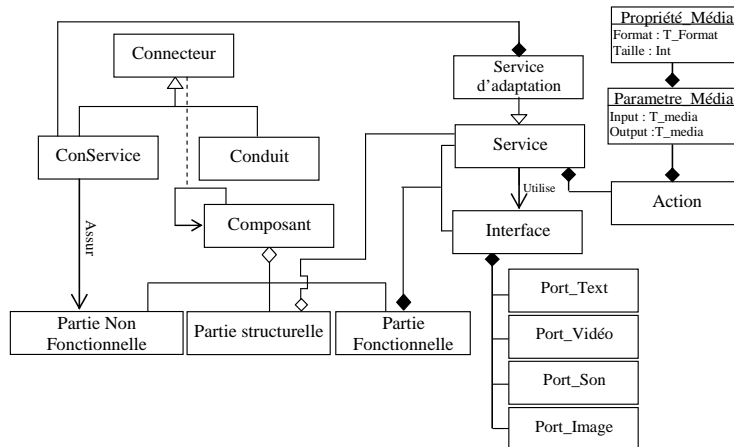 Propriété_Média
Format : T_Format
Taille : Int
Connecteur
Service
d'adaptation
Parametre_Média
Input : T_media
Output :T_media
ConService
Conduit
Service
Utilise
Action
Composant
Interface
Assur
Partie Non
Fonctionnelle
Partie structurelle
Partie
Fonctionnelle
Port_Text
Port_Vidéo
Port_Son
Port_Image